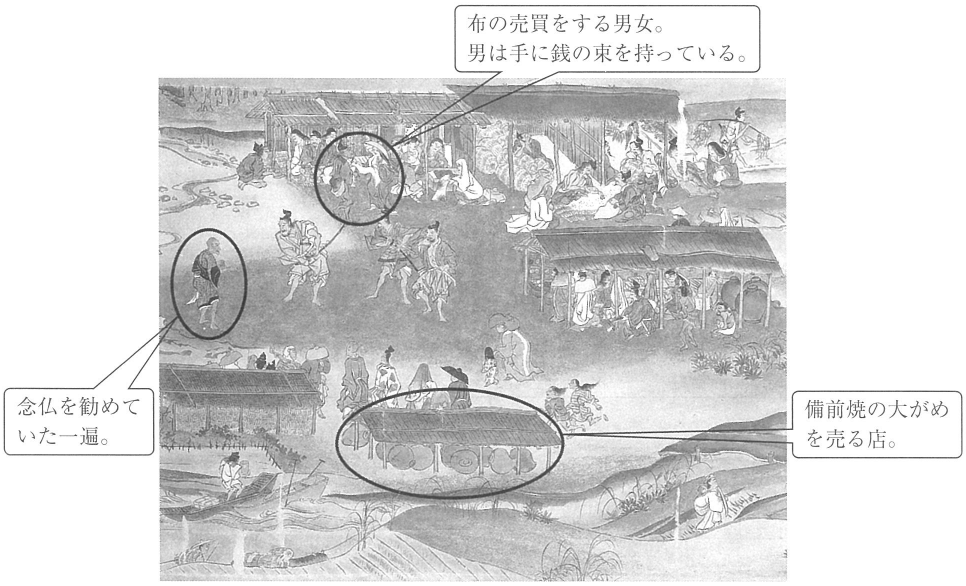 布の売買をする男女。
男は手に銭の束を持っている。
念仏を勧めて
いた一遍。
備前焼の大がめ
を売る店。